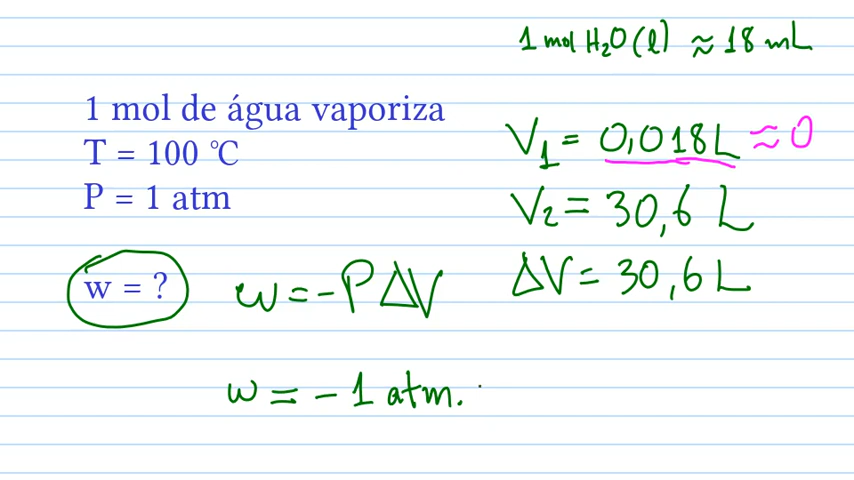 1 mol H₂O(l) ≈ 18 mL
1 mol de água vaporiza
T = 100 °C
P = 1 atm
V₁ = 0,018L ≈ 0
V₂ = 30,6 L
ΔV = 30,6 L
w = ?
w = -PΔV
w = - 1 atm.